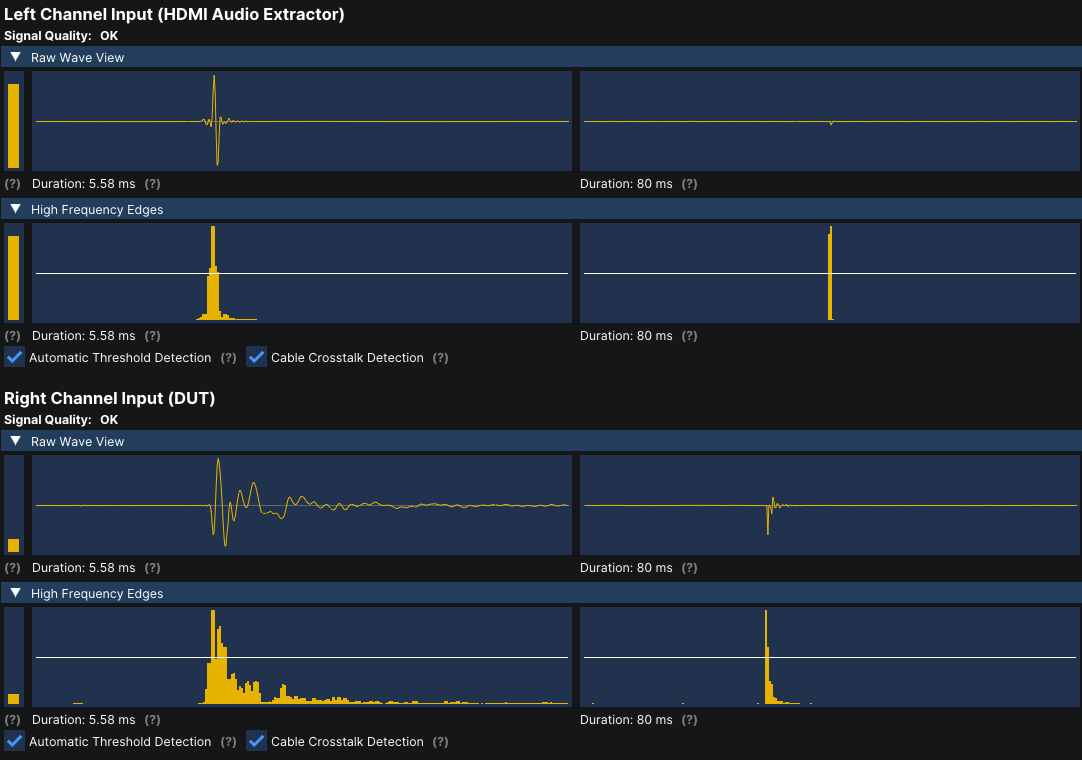 Left Channel Input (HDMI Audio Extractor)
Signal Quality: OK
Raw Wave View
(?) Duration: 5.58 ms (?) Duration: 80 ms (?)
High Frequency Edges
(?) Duration: 5.58 ms (?) Duration: 80 ms (?)
Automatic Threshold Detection (?) Cable Crosstalk Detection (?)
Right Channel Input (DUT)
Signal Quality: OK
Raw Wave View
(?) Duration: 5.58 ms (?) Duration: 80 ms (?)
High Frequency Edges
(?) Duration: 5.58 ms (?) Duration: 80 ms (?)
Automatic Threshold Detection (?) Cable Crosstalk Detection (?)